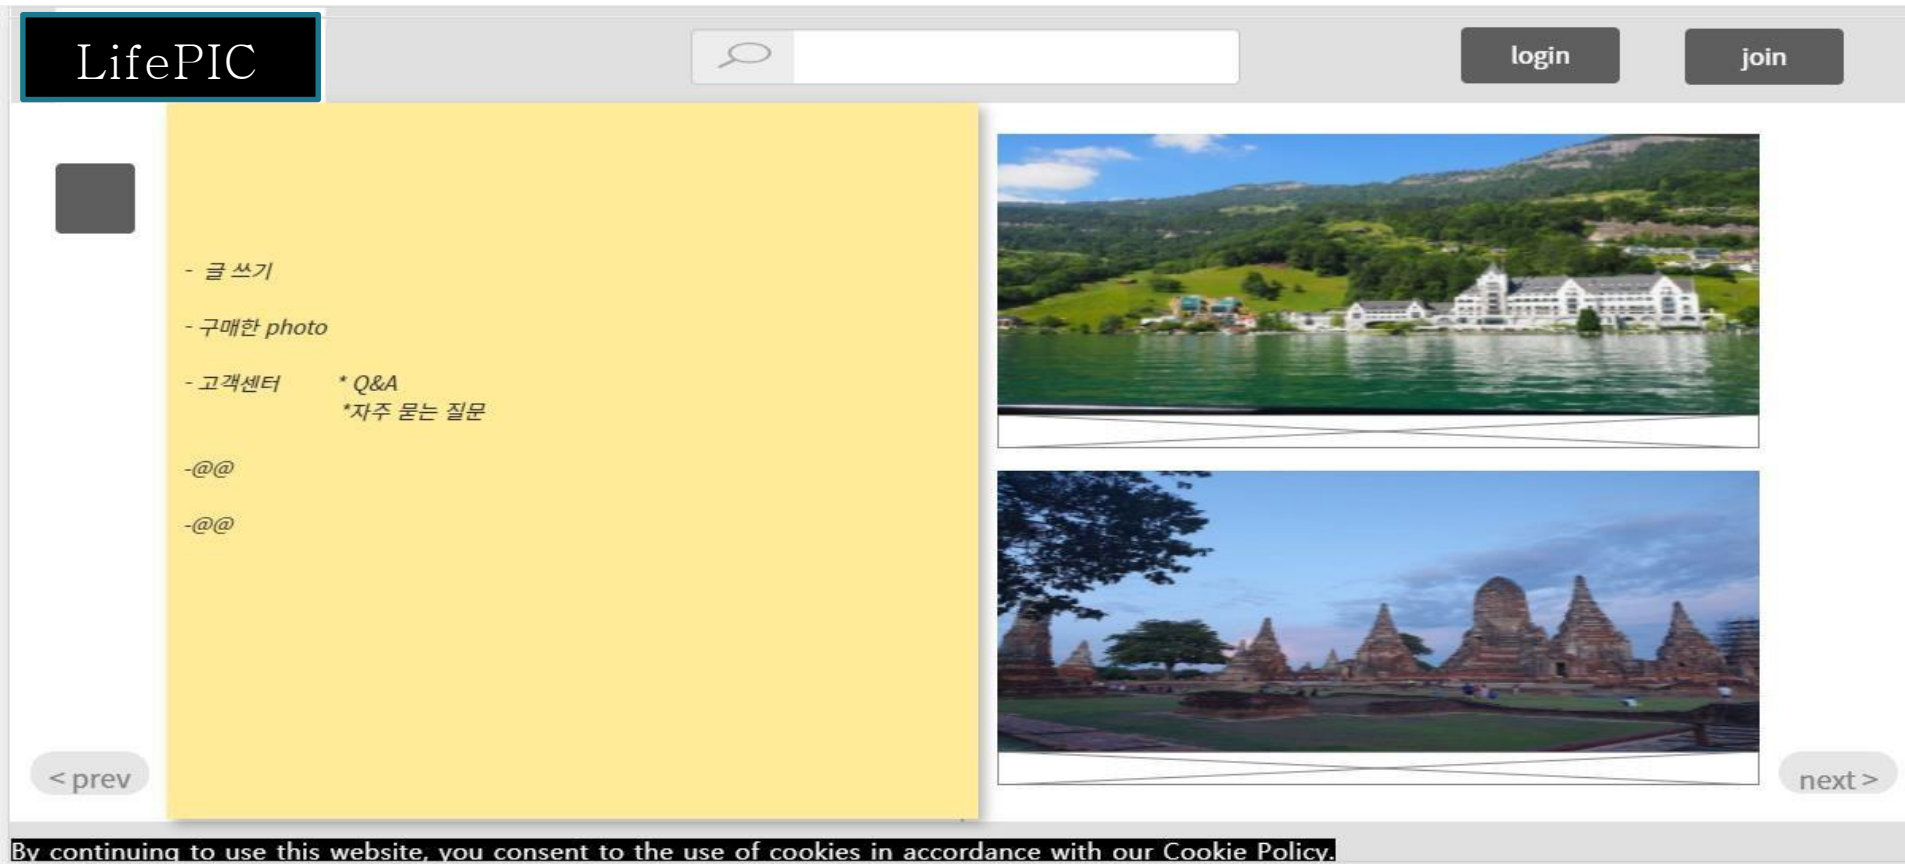 LifePIC
login
join
- 글 쓰기
- 구매한 photo
- 고객센터 * Q&A
*자주 묻는 질문
-@@
-@@
< prev
next >
By continuing to use this website, you consent to the use of cookies in accordance with our Cookie Policy.